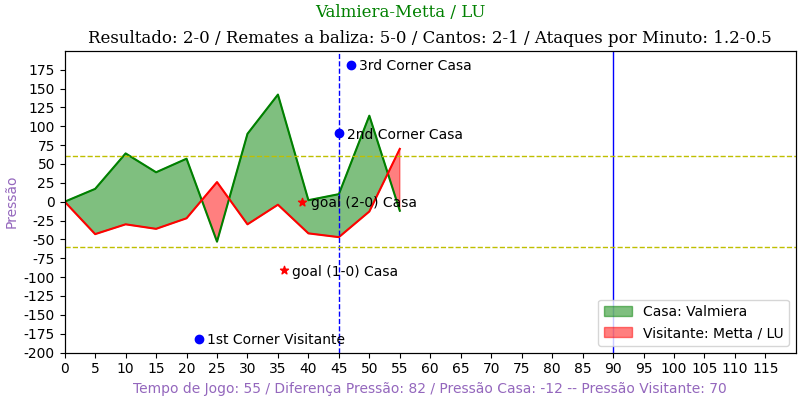 Valmiera-Metta / LU
Resultado: 2-0 / Remates a baliza: 5-0 / Cantos: 2-1 / Ataques por Minuto: 1.2-0.5
175
150
125
100
75
50
25
0
-25
-50
-75
-100
-125
-150
-175
-200
Pressão
3rd Corner Casa
2nd Corner Casa
goal (2-0) Casa
goal (1-0) Casa
1st Corner Visitante
Casa: Valmiera
Visitante: Metta / LU
0 5 10 15 20 25 30 35 40 45 50 55 60 65 70 75 80 85 90 95 100 105 110 115
Tempo de Jogo: 55 / Diferença Pressão: 82 / Pressão Casa: -12 -- Pressão Visitante: 70